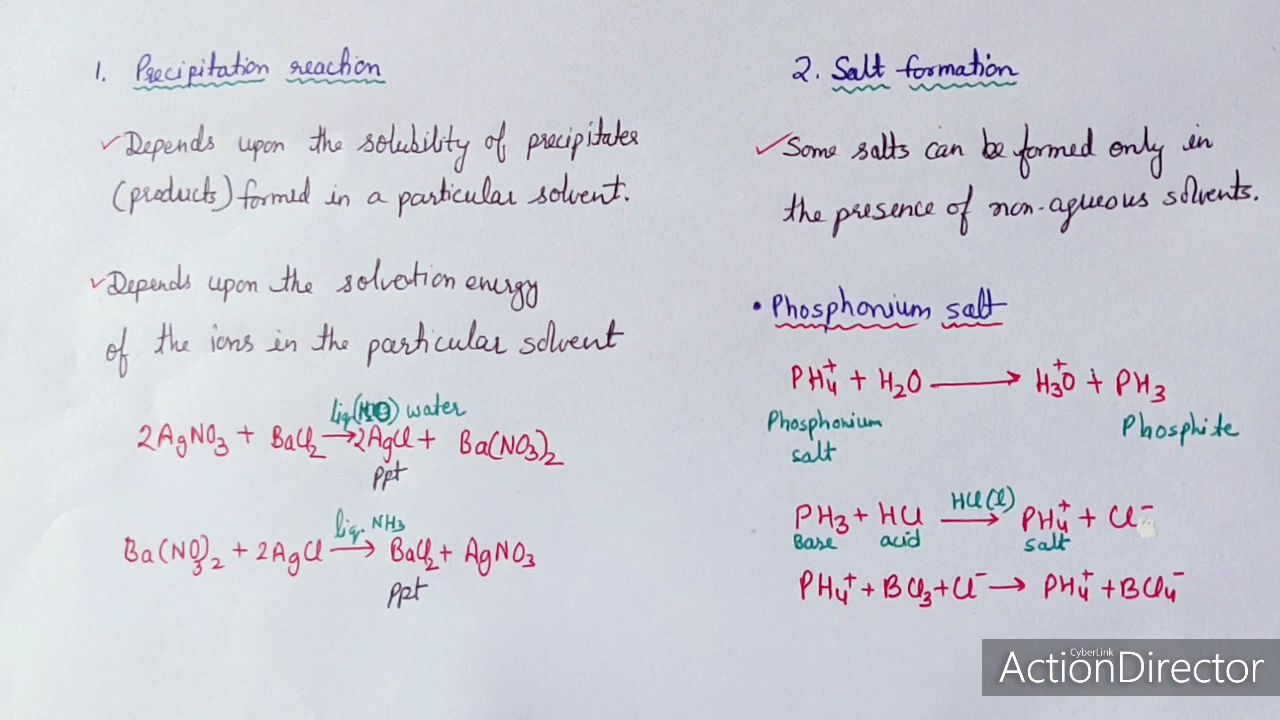 1. Precipitation reaction
✓Depends upon the solubility of precipitates
(products) formed in a particular solvent.
✓Depends upon the solvation energy
of the ions in the particular solvent
liq water
2AgNO3 + BaCl2 → 2AgCl + Ba(NO3)2
ppt
liq. NH3
Ba(NO3)2 + 2AgCl → BaCl2 + AgNO3
ppt
2. Salt formation
✓Some salts can be formed only in
the presence of non-aqueous solvents.
• Phosphonium salt
PH4+ + H2O → H3O+ + PH3
Phosphonium Phosphite
salt
HCl(l)
PH3 + HCl → PH4+ + Cl-
Base acid salt
PH4+ + BCl3 + Cl- → PH4+ + BCl4-
CyberLink
ActionDirector